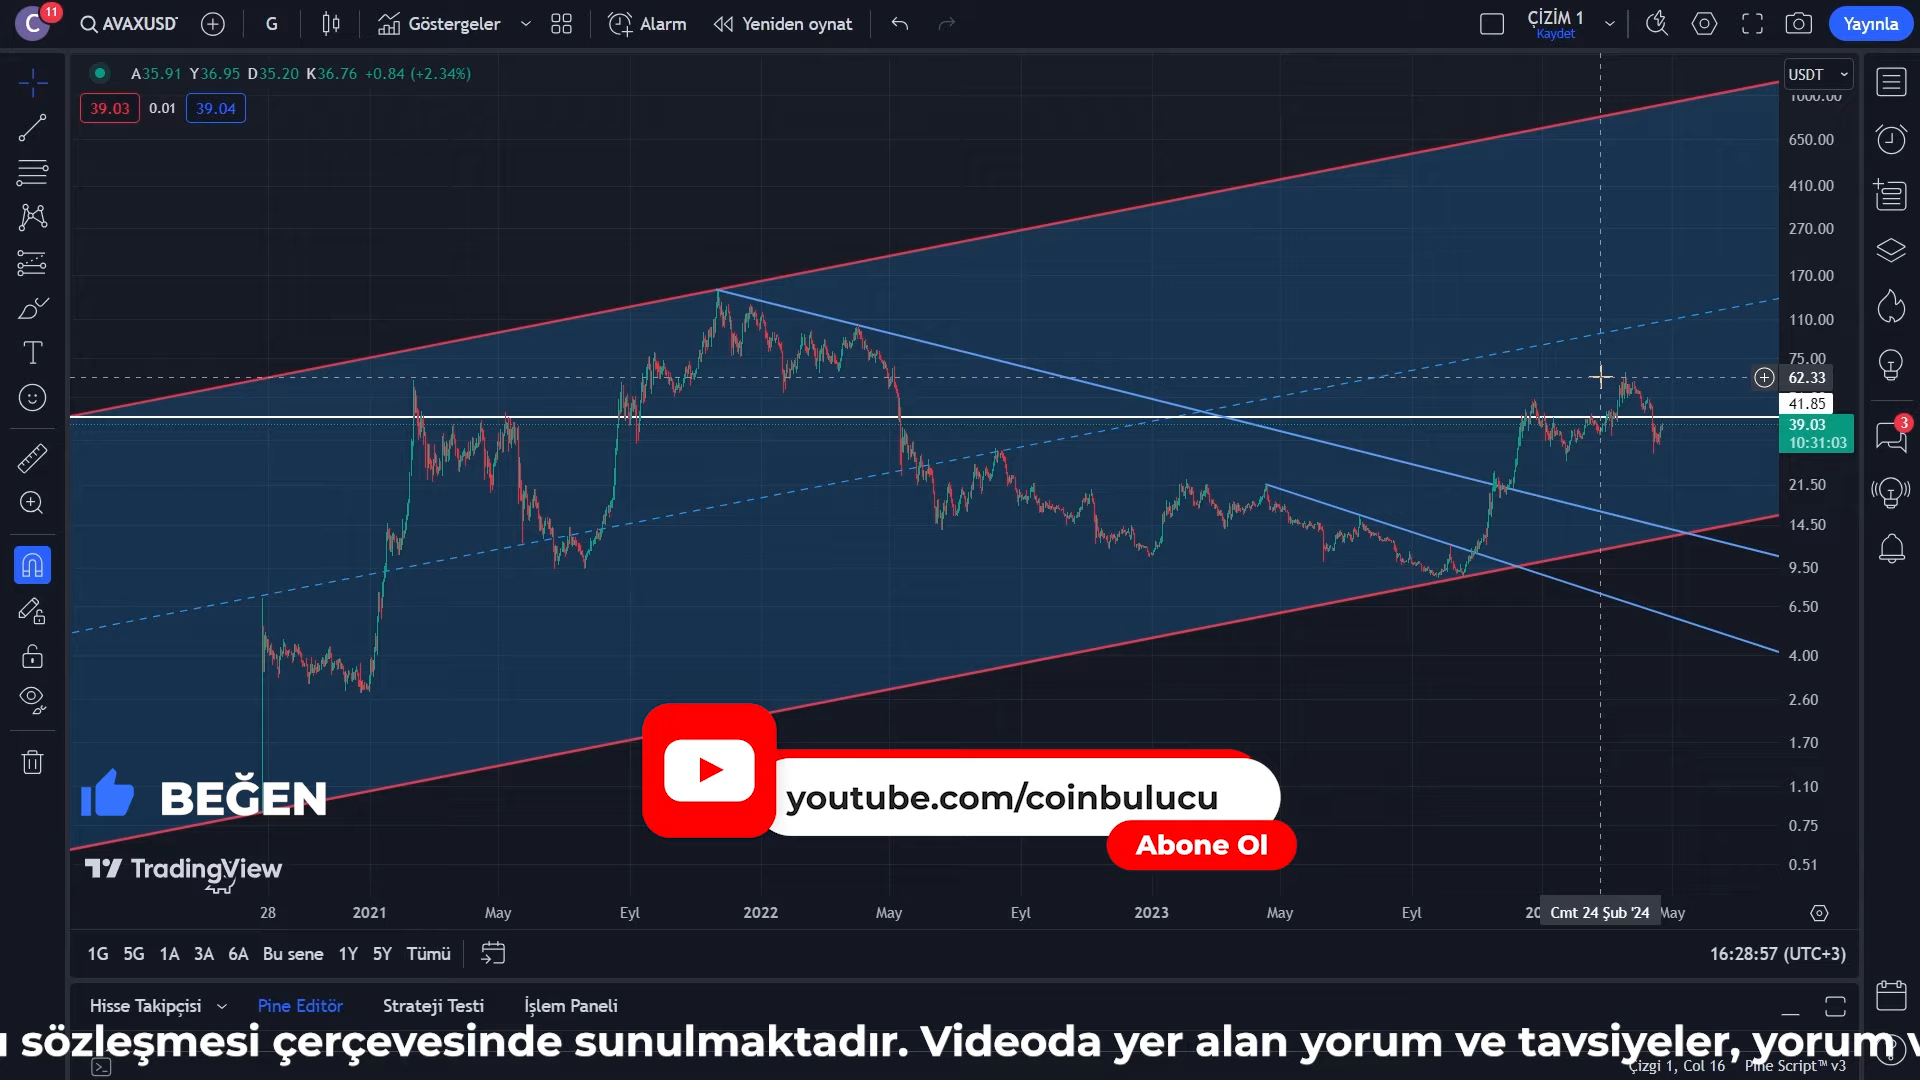 C 11 AVAXUSD G Göstergeler Alarm Yeniden oynat ÇİZİM 1 Kaydet Yayınla
A35.91 Y36.95 D35.20 K36.76 +0.84 (+2.34%) USDT
39.03 0.01 39.04
1000.00
650.00
410.00
270.00
170.00
110.00
75.00
62.33
41.85
39.03
10:31:03
3
21.50
14.50
9.50
6.50
4.00
2.60
1.70
1.10
0.75
0.51
BEĞEN
youtube.com/coinbulucu
Abone Ol
TradingView
28 2021 May Eyl 2022 May Eyl 2023 May Eyl 20 Cmt 24 Şub '24 May
1G 5G 1A 3A 6A Bu sene 1Y 5Y Tümü 16:28:57 (UTC+3)
Hisse Takipçisi Pine Editör Strateji Testi İşlem Paneli
sözleşmesi çerçevesinde sunulmaktadır. Videoda yer alan yorum ve tavsiyeler, yorum v
Çizgi 1, Col 16 Pine Script™ v3